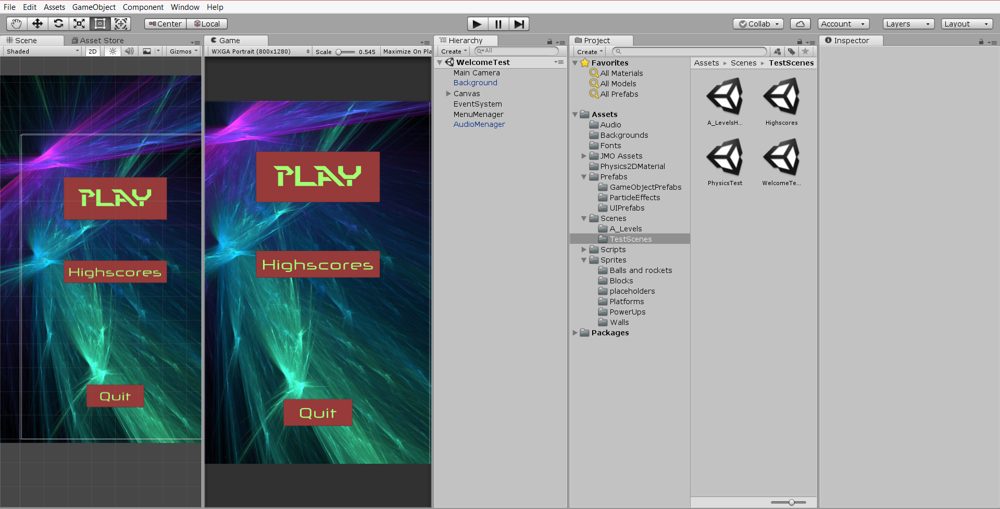 File Edit Assets GameObject Component Window Help
Center Local Collab Account Layers Layout
Scene Asset Store
Shaded 2D Gizmos
PLAY
Highscores
Quit
Game
WXGA Portrait (800x1280) Scale 0.545 Maximize On Pla
PLAY
Highscores
Quit
Hierarchy
Create All
WelcomeTest
Main Camera
Background
Canvas
EventSystem
MenuMenager
AudioMenager
Project
Create
Favorites
All Materials
All Models
All Prefabs
Assets
Audio
Backgrounds
Fonts
JMO Assets
Physics2DMaterial
Prefabs
GameObjectPrefabs
ParticleEffects
UIPrefabs
Scenes
A_Levels
TestScenes
Scripts
Sprites
Balls and rockets
Blocks
placeholders
Platforms
PowerUps
Walls
Packages
Assets Scenes TestScenes
A_LevelsH... Highscores
PhysicsTest WelcomeTe...
Inspector